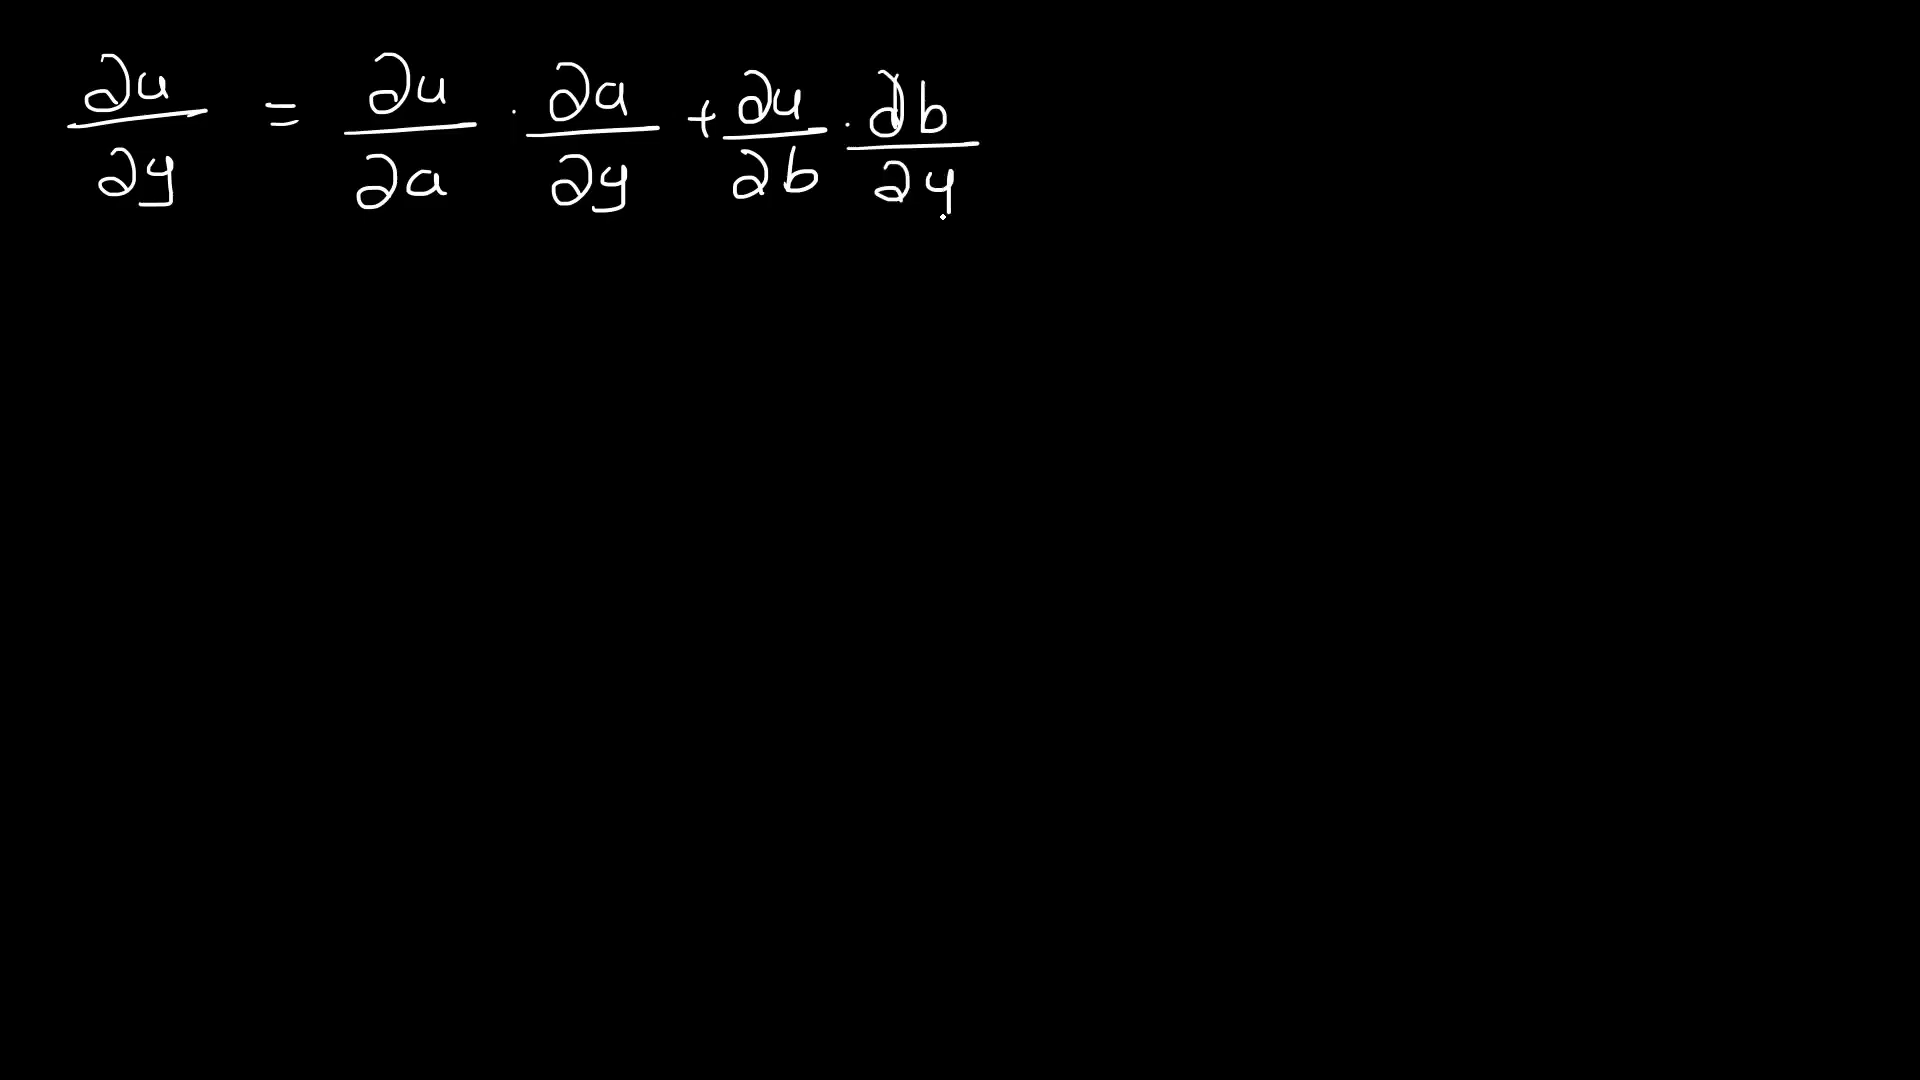 ∂u/∂y = ∂u/∂a · ∂a/∂y + ∂u/∂b · ∂b/∂y